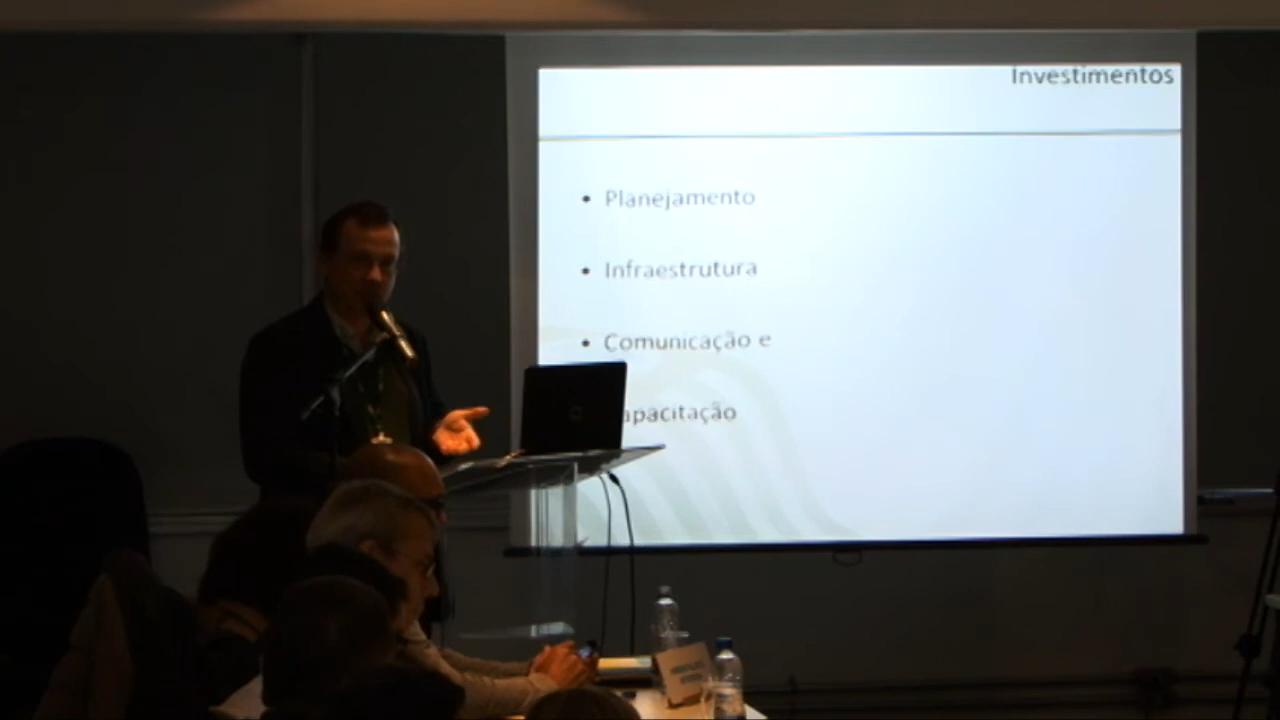 Investimentos
• Planejamento
• Infraestrutura
• Comunicação e
apacitação